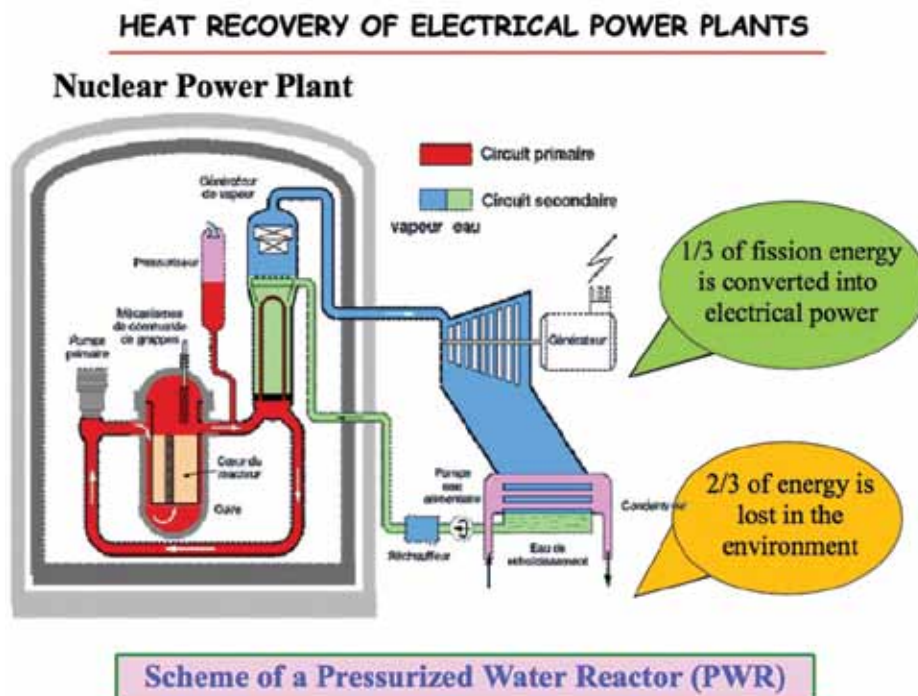 HEAT RECOVERY OF ELECTRICAL POWER PLANTS
Nuclear Power Plant
Circuit primaire
Circuit secondaire
vapeur eau
Générateur
de vapeur
Pressuriseur
Mécanismes
de commande
de grappes
Pompe
primaire
Cœur du
réacteur
Cuve
Générateur
1/3 of fission energy
is converted into
electrical power
Pompe
eau
alimentaire
Réchauffeur
Eau de
refroidissement
Condenseur
2/3 of energy is
lost in the
environment
Scheme of a Pressurized Water Reactor (PWR)